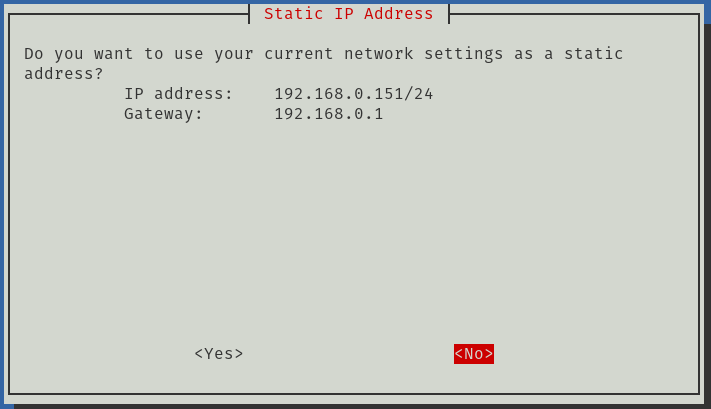 Static IP Address
Do you want to use your current network settings as a static
address?
IP address: 192.168.0.151/24
Gateway: 192.168.0.1
<Yes> <No>